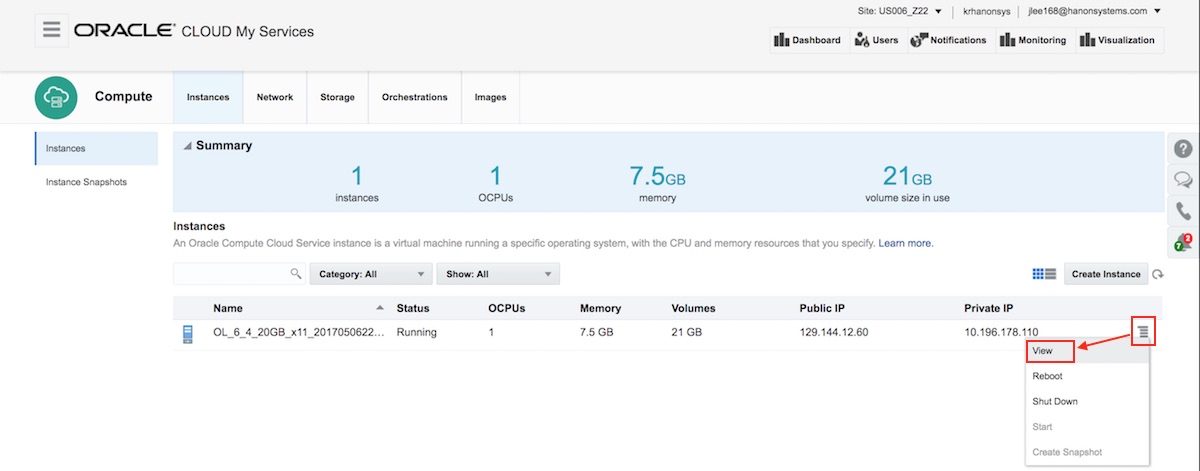 Site: US006_Z22 krhanonsys jlee168@hanonsystems.com
ORACLE CLOUD My Services
Dashboard Users Notifications Monitoring Visualization
Compute Instances Network Storage Orchestrations Images
Instances
Instance Snapshots
Summary
1 1 7.5GB 21GB
instances OCPUs memory volume size in use
Instances
An Oracle Compute Cloud Service instance is a virtual machine running a specific operating system, with the CPU and memory resources that you specify. Learn more.
Category: All Show: All Create Instance
Name Status OCPUs Memory Volumes Public IP Private IP
OL_6_4_20GB_x11_2017050622... Running 1 7.5 GB 21 GB 129.144.12.60 10.196.178.110
View
Reboot
Shut Down
Start
Create Snapshot
?
2
7